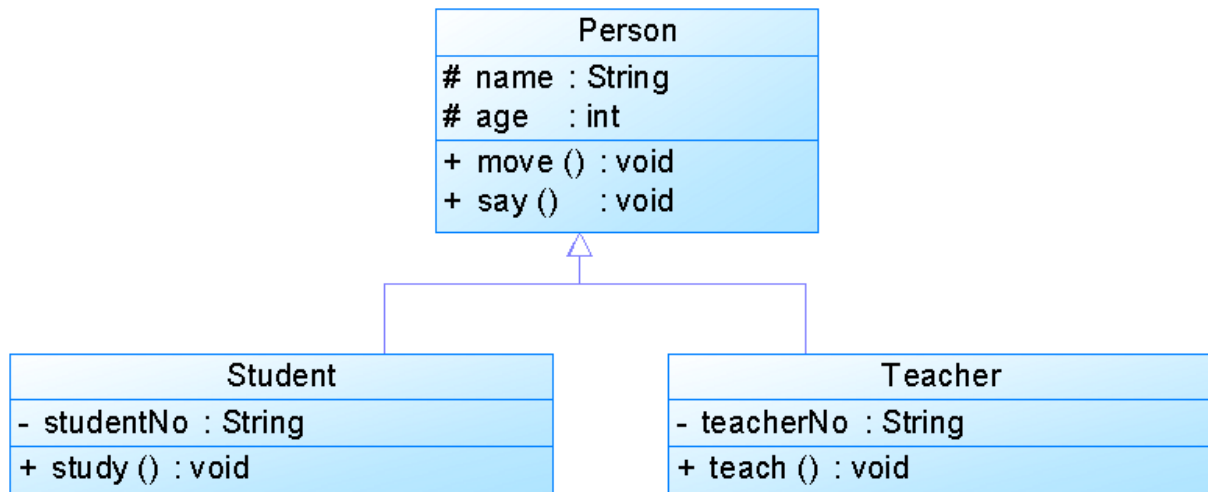 Person
# name : String
# age : int
+ move () : void
+ say () : void
Student
- studentNo : String
+ study () : void
Teacher
- teacherNo : String
+ teach () : void